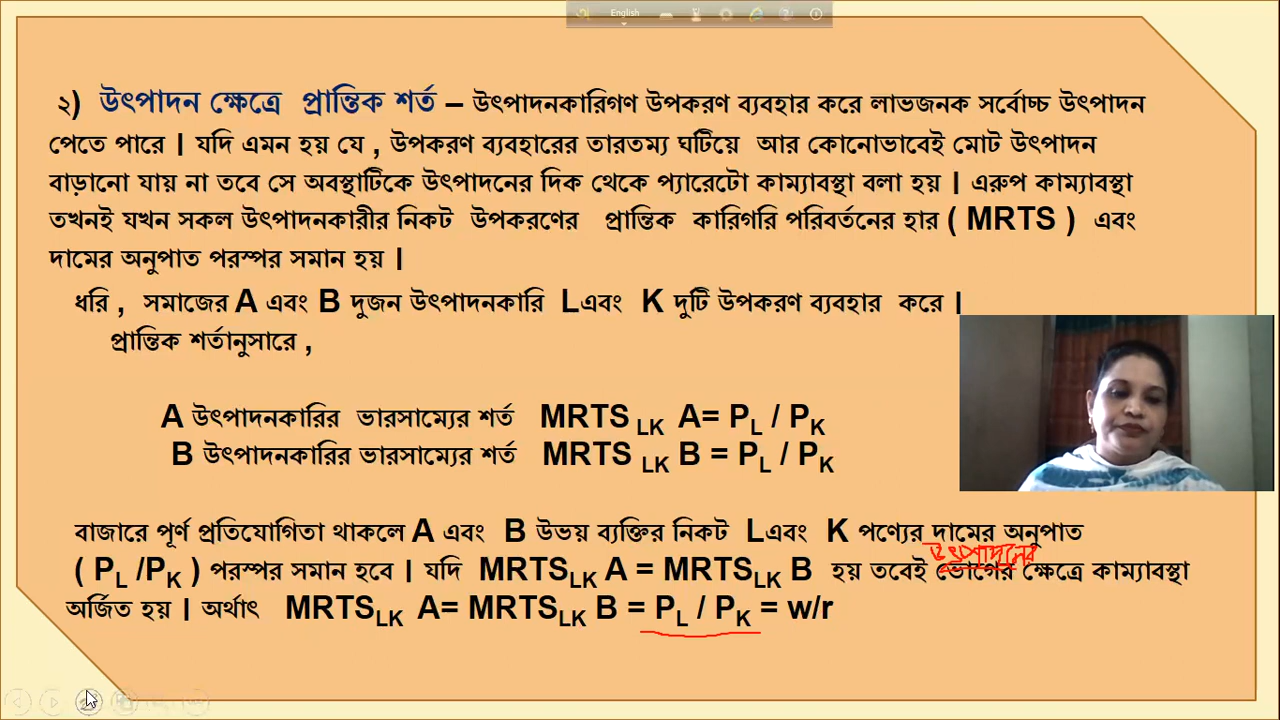 English
২) উৎপাদন ক্ষেত্রে প্রান্তিক শর্ত – উৎপাদনকারিগণ উপকরণ ব্যবহার করে লাভজনক সর্বোচ্চ উৎপাদন
পেতে পারে । যদি এমন হয় যে , উপকরণ ব্যবহারের তারতম্য ঘটিয়ে আর কোনোভাবেই মোট উৎপাদন
বাড়ানো যায় না তবে সে অবস্থাটিকে উৎপাদনের দিক থেকে প্যারেটো কাম্যাবস্থা বলা হয় । এরুপ কাম্যাবস্থা
তখনই যখন সকল উৎপাদনকারীর নিকট উপকরণের প্রান্তিক কারিগরি পরিবর্তনের হার ( MRTS ) এবং
দামের অনুপাত পরস্পর সমান হয় ।
ধরি , সমাজের A এবং B দুজন উৎপাদনকারি L এবং K দুটি উপকরণ ব্যবহার করে ।
প্রান্তিক শর্তানুসারে ,
A উৎপাদনকারির ভারসাম্যের শর্ত MRTS LK A= PL / PK
B উৎপাদনকারির ভারসাম্যের শর্ত MRTS LK B = PL / PK
বাজারে পূর্ণ প্রতিযোগিতা থাকলে A এবং B উভয় ব্যক্তির নিকট L এবং K পণ্যের দামের অনুপাত
উৎপাদনের
( PL /PK ) পরস্পর সমান হবে । যদি MRTSLK A = MRTSLK B হয় তবেই ভোগের ক্ষেত্রে কাম্যাবস্থা
অর্জিত হয় । অর্থাৎ MRTSLK A= MRTSLK B = PL / PK = w/r